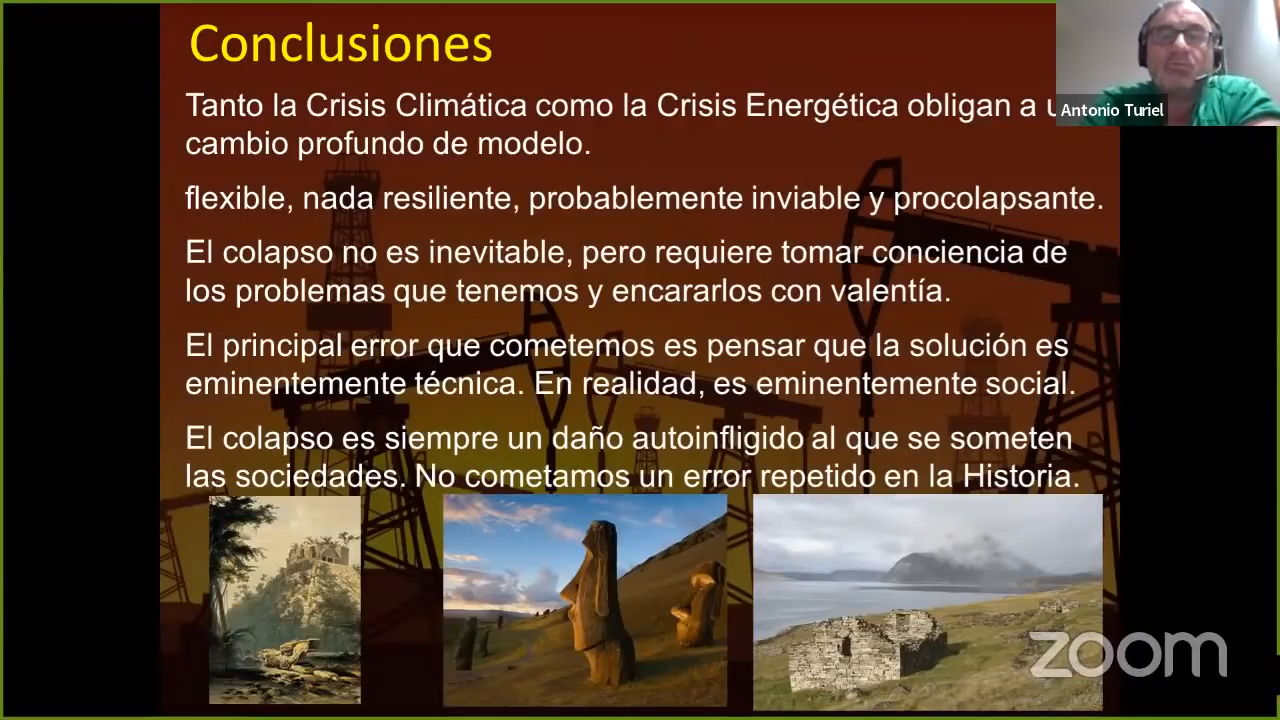 Conclusiones
Tanto la Crisis Climática como la Crisis Energética obligan a
cambio profundo de modelo.
flexible, nada resiliente, probablemente inviable y procolapsante.
El colapso no es inevitable, pero requiere tomar conciencia de
los problemas que tenemos y encararlos con valentía.
El principal error que cometemos es pensar que la solución es
eminentemente técnica. En realidad, es eminentemente social.
El colapso es siempre un daño autoinfligido al que se someten
las sociedades. No cometamos un error repetido en la Historia.
Antonio Turiel
zoom